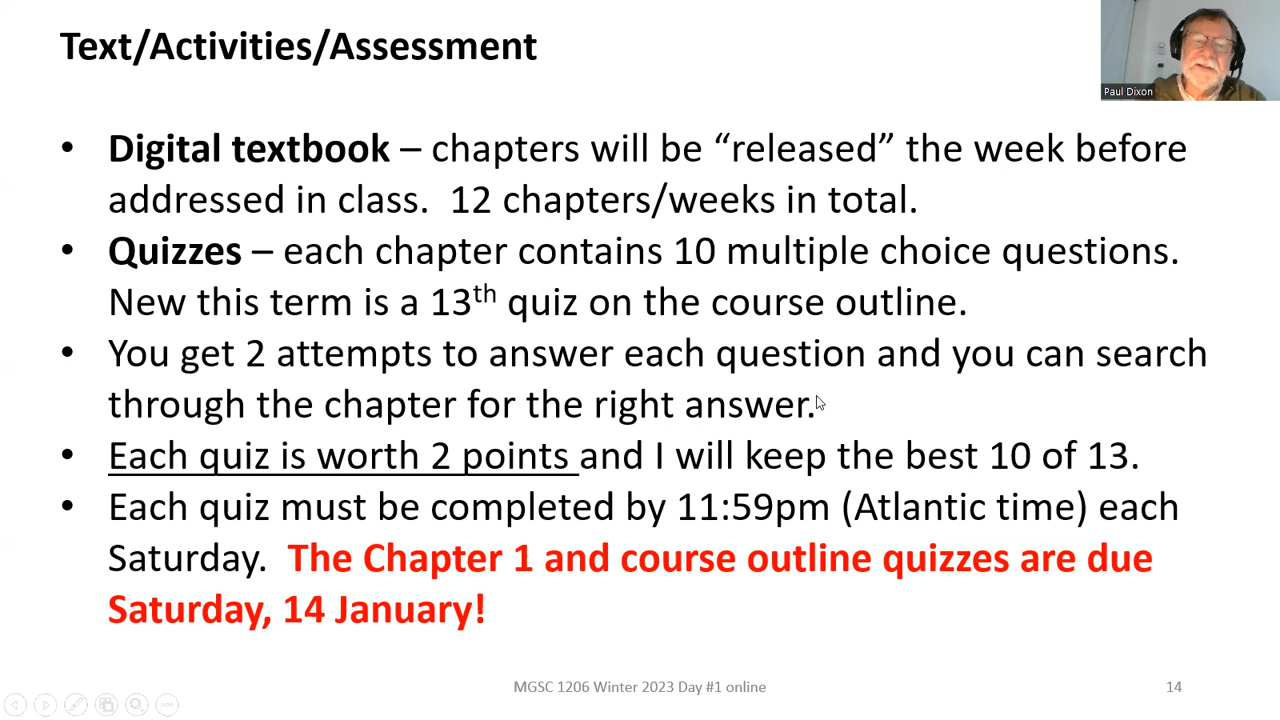 Text/Activities/Assessment
Paul Dixon
• Digital textbook – chapters will be “released” the week before
addressed in class.  12 chapters/weeks in total.
• Quizzes – each chapter contains 10 multiple choice questions.
New this term is a 13th quiz on the course outline.
• You get 2 attempts to answer each question and you can search
through the chapter for the right answer.
• Each quiz is worth 2 points and I will keep the best 10 of 13.
• Each quiz must be completed by 11:59pm (Atlantic time) each
Saturday.  The Chapter 1 and course outline quizzes are due
Saturday, 14 January!
MGSC 1206 Winter 2023 Day #1 online
14